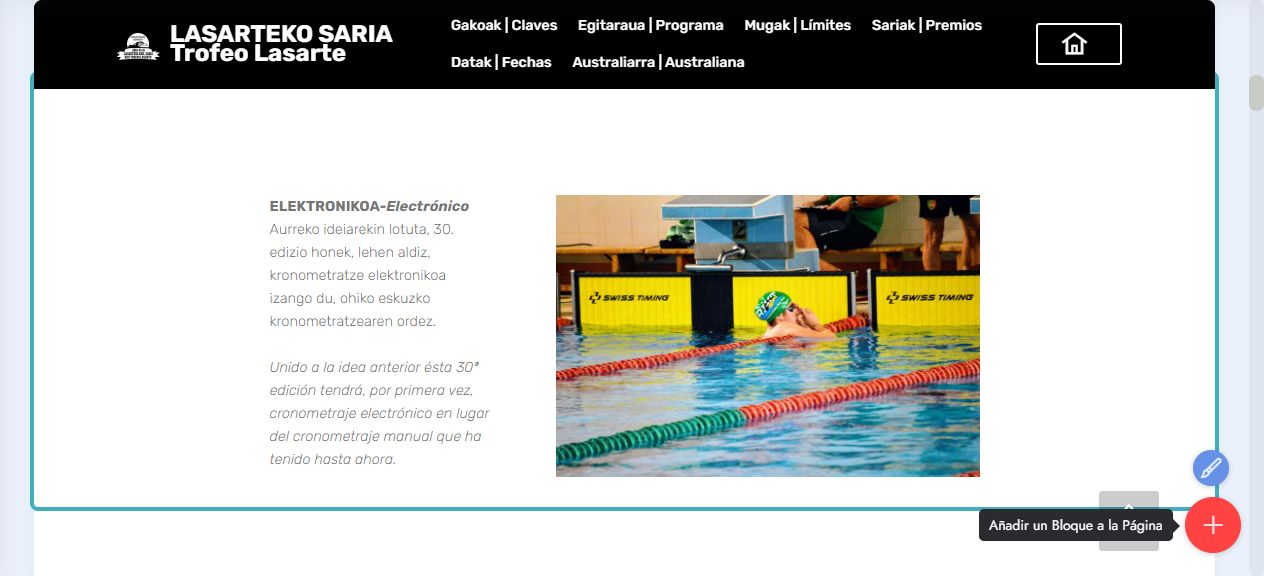 LASARTEKO SARIA
Trofeo Lasarte
Gakoak | Claves Egitaraua | Programa Mugak | Límites Sariak | Premios
Datak | Fechas Australiarra | Australiana
ELEKTRONIKOA-Electrónico
Aurreko ideiarekin lotuta, 30.
edizio honek, lehen aldiz,
kronometratze elektronikoa
izango du, ohiko eskuzko
kronometratzearen ordez.
Unido a la idea anterior ésta 30ª
edición tendrá, por primera vez,
cronometraje electrónico en lugar
del cronometraje manual que ha
tenido hasta ahora.
SWISS TIMING
SWISS TIMING
Añadir un Bloque a la Página